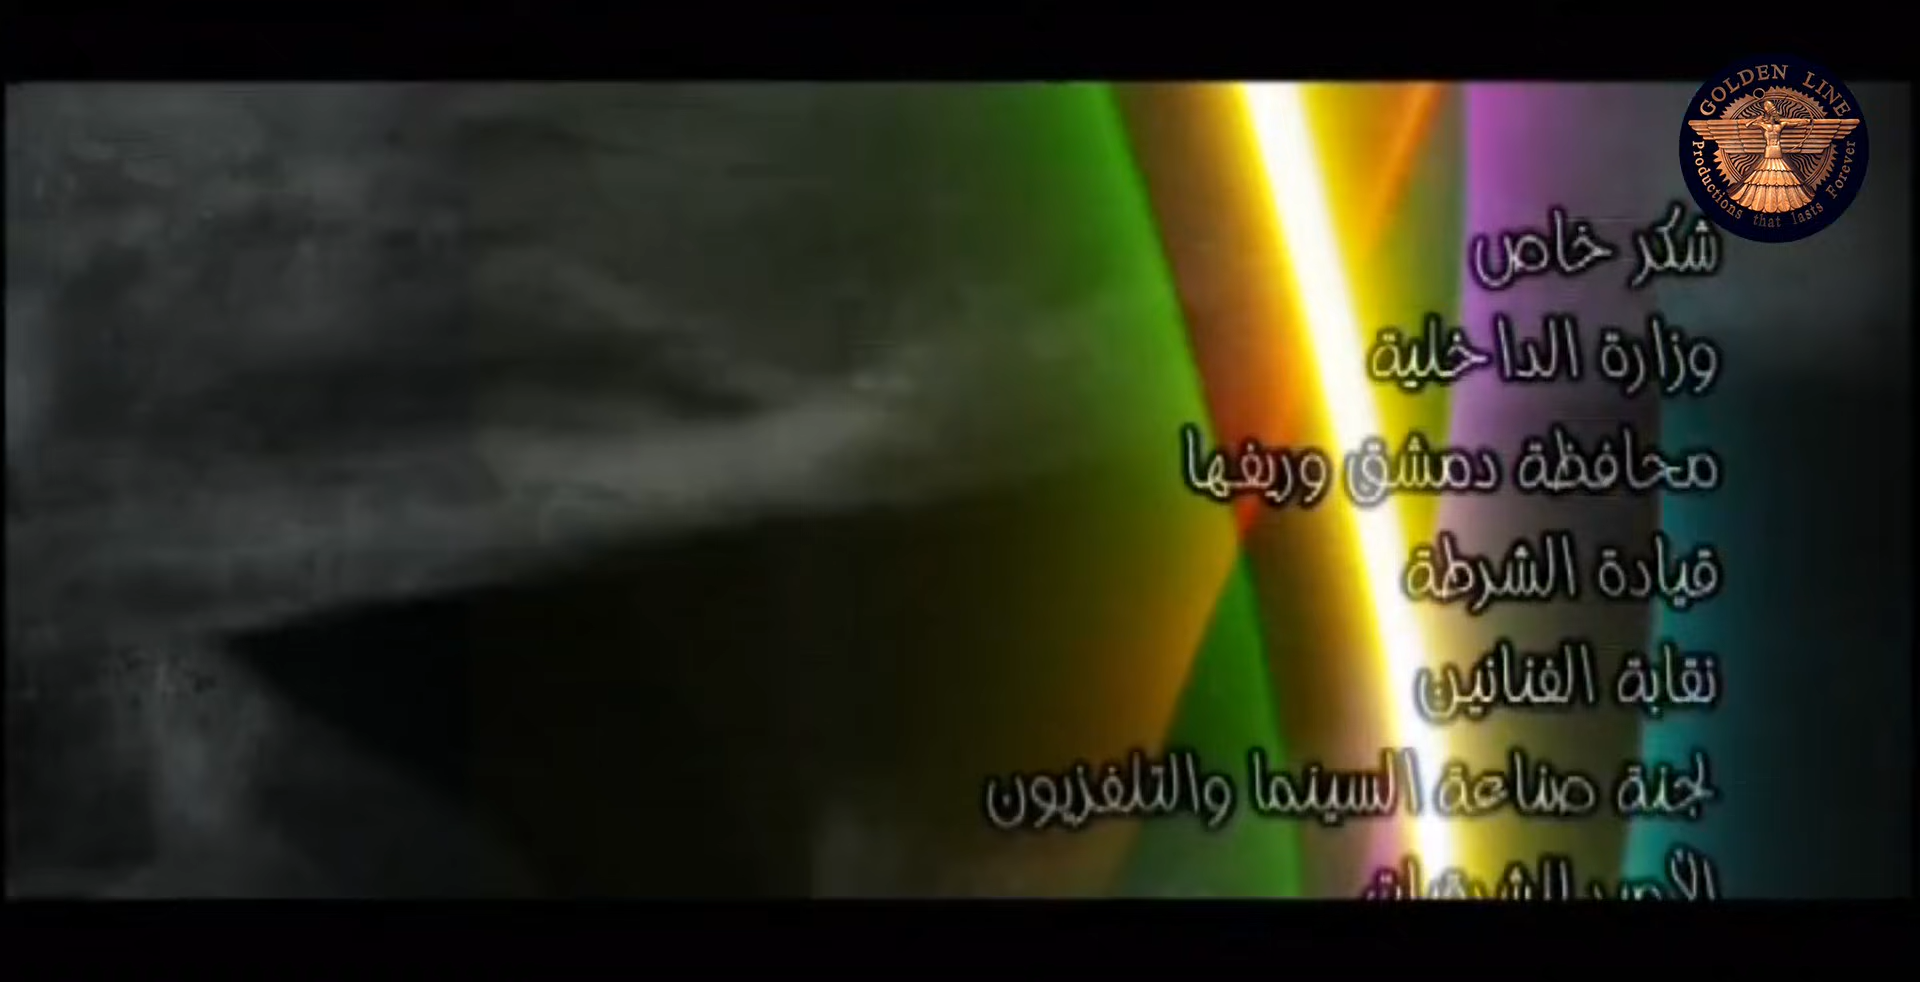 GOLDEN LINE
Productions that lasts Forever
شكر خاص
وزارة الداخلية
محافظة دمشق وريفها
قيادة الشرطة
نقابة الفنانين
لجنة صناعة السينما والتلفزيون